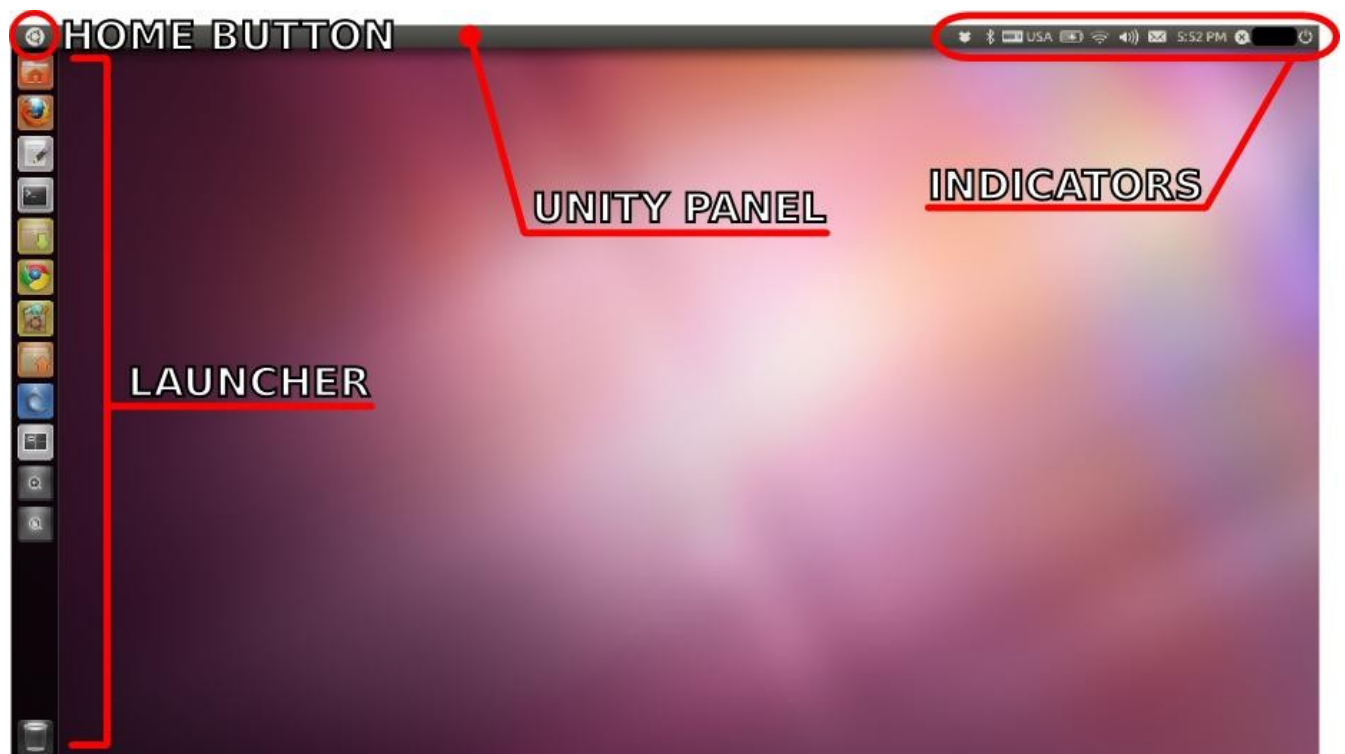 HOME BUTTON
USA 5:52 PM
UNITY PANEL
INDICATORS
LAUNCHER